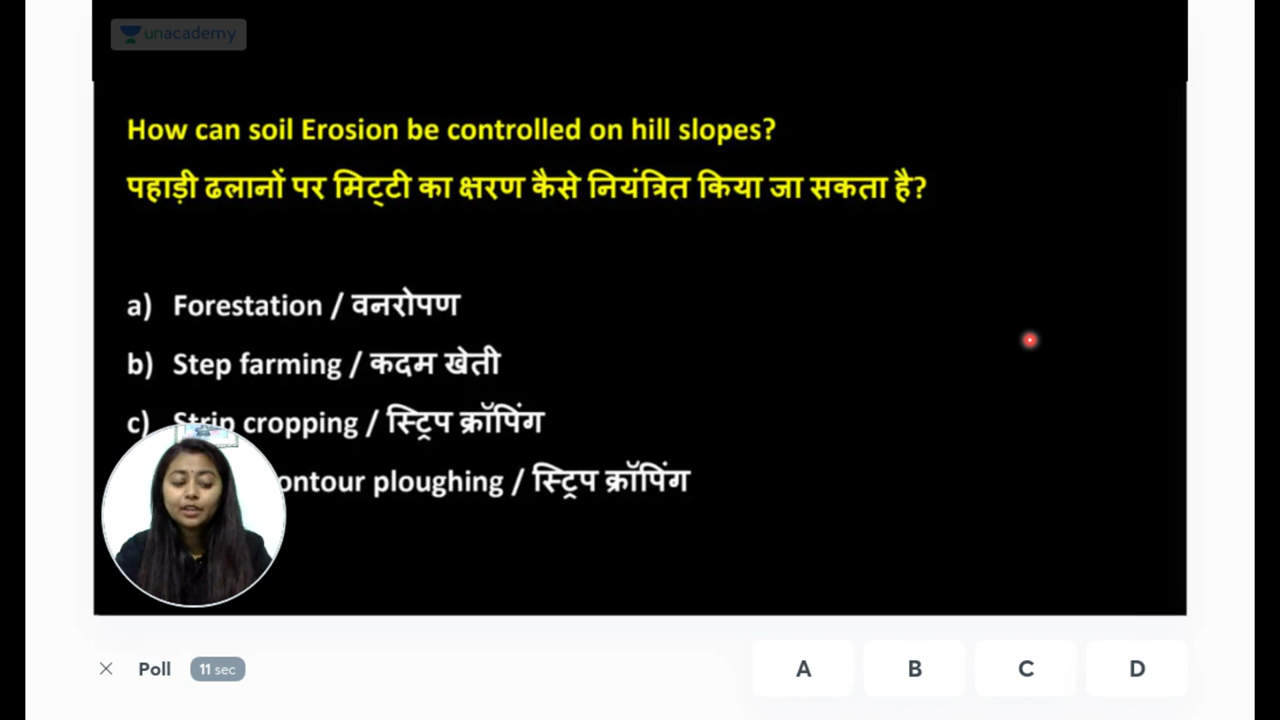 unacademy
How can soil Erosion be controlled on hill slopes?
पहाड़ी ढलानों पर मिट्टी का क्षरण कैसे नियंत्रित किया जा सकता है?
a) Forestation / वनरोपण
b) Step farming / कदम खेती
c) Strip cropping / स्ट्रिप क्रॉपिंग
ontour ploughing / स्ट्रिप क्रॉपिंग
Poll 11 sec A B C D